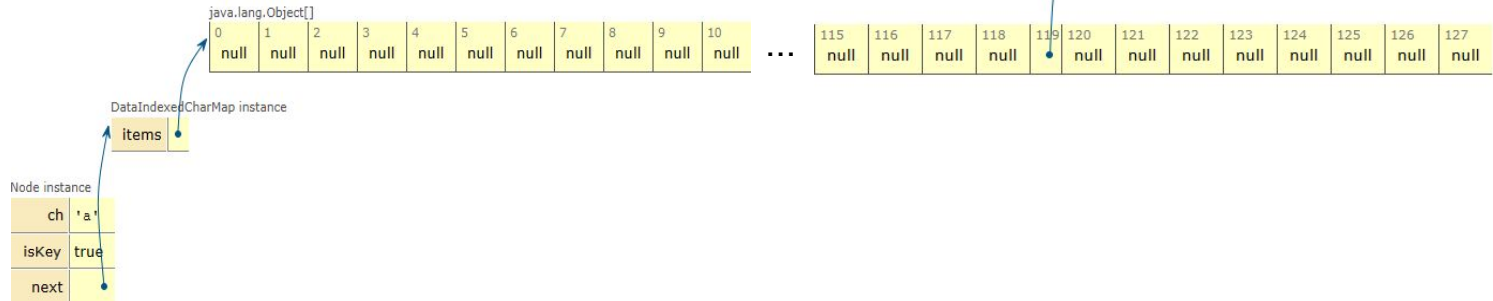 java.lang.Object[]
0 1 2 3 4 5 6 7 8 9 10 115 116 117 118 119 120 121 122 123 124 125 126 127
null null null null null null null null null null null ... null null null null null null null null null null null null
DataIndexedCharMap instance
items
Node instance
ch 'a'
isKey true
next